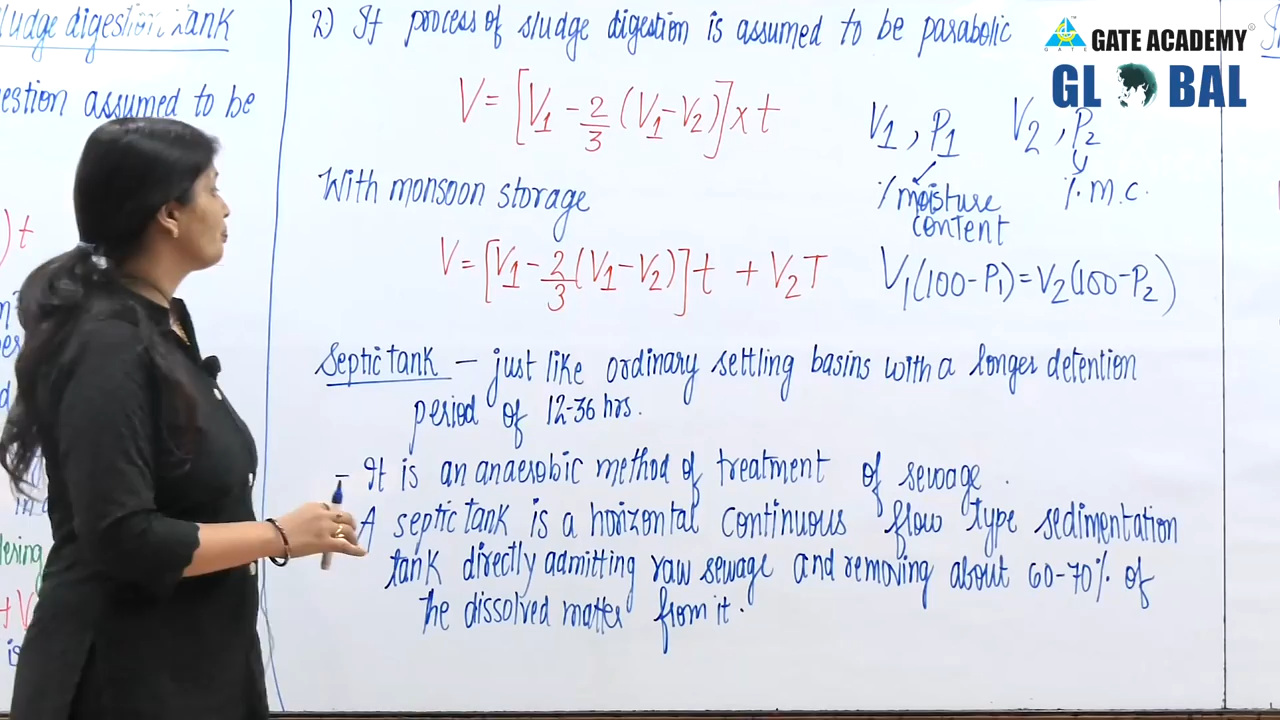 sludge digestion tank
estion assumed to be
) t
2) If process of sludge digestion is assumed to be parabolic
V = [V1 - 2/3 (V1 - V2)] x t
With monsoon storage
V = [V1 - 2/3 (V1 - V2)] t + V2T
V1, P1
V2, P2
% moisture content
% m.c.
V1(100 - P1) = V2(100 - P2)
Septic tank - just like ordinary settling basins with a longer detention
period of 12-36 hrs.
- It is an anaerobic method of treatment of sewage.
A septic tank is a horizontal continuous flow type sedimentation
tank directly admitting raw sewage and removing about 60-70% of
the dissolved matter from it.
GATE ACADEMY
GLOBAL